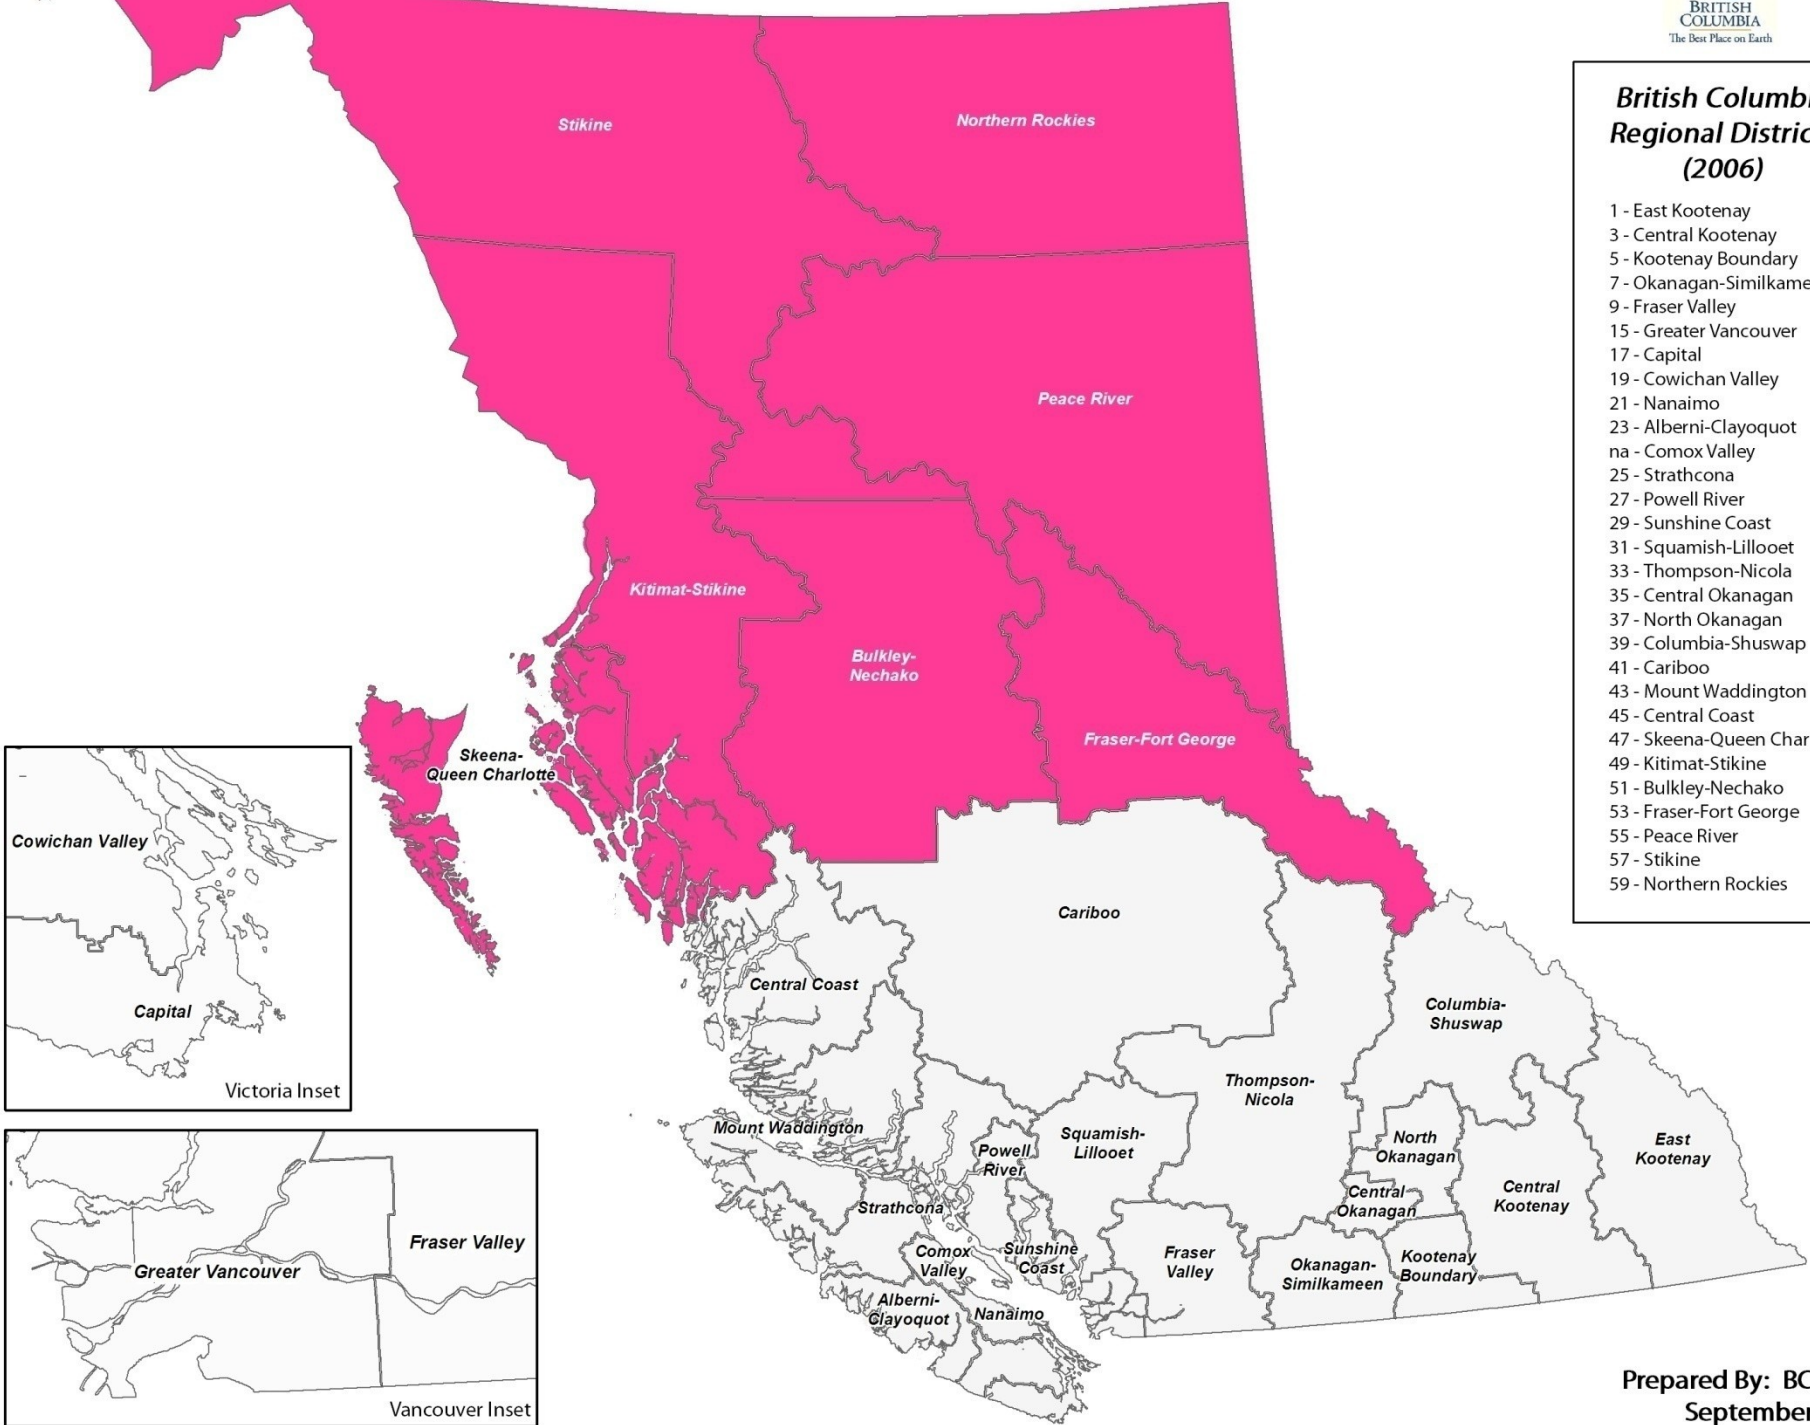 BRITISH
COLUMBIA
The Best Place on Earth
British Columbi
Regional Distric
(2006)
1 - East Kootenay
3 - Central Kootenay
5 - Kootenay Boundary
7 - Okanagan-Similkame
9 - Fraser Valley
15 - Greater Vancouver
17 - Capital
19 - Cowichan Valley
21 - Nanaimo
23 - Alberni-Clayoquot
na - Comox Valley
25 - Strathcona
27 - Powell River
29 - Sunshine Coast
31 - Squamish-Lillooet
33 - Thompson-Nicola
35 - Central Okanagan
37 - North Okanagan
39 - Columbia-Shuswap
41 - Cariboo
43 - Mount Waddington
45 - Central Coast
47 - Skeena-Queen Char
49 - Kitimat-Stikine
51 - Bulkley-Nechako
53 - Fraser-Fort George
55 - Peace River
57 - Stikine
59 - Northern Rockies
Stikine
Northern Rockies
Peace River
Kitimat-Stikine
Bulkley-
Nechako
Fraser-Fort George
Skeena-
Queen Charlotte
Cariboo
Central Coast
Columbia-
Shuswap
Thompson-
Nicola
Mount Waddington
Squamish-
Lillooet
Powell
River
North
Okanagan
East
Kootenay
Central
Okanagan
Central
Kootenay
Strathcona
Comox
Valley
Sunshine
Coast
Fraser
Valley
Okanagan-
Similkameen
Kootenay
Boundary
Alberni-
Clayoquot
Nanaimo
Cowichan Valley
Capital
Victoria Inset
Fraser Valley
Greater Vancouver
Vancouver Inset
Prepared By: BC
September